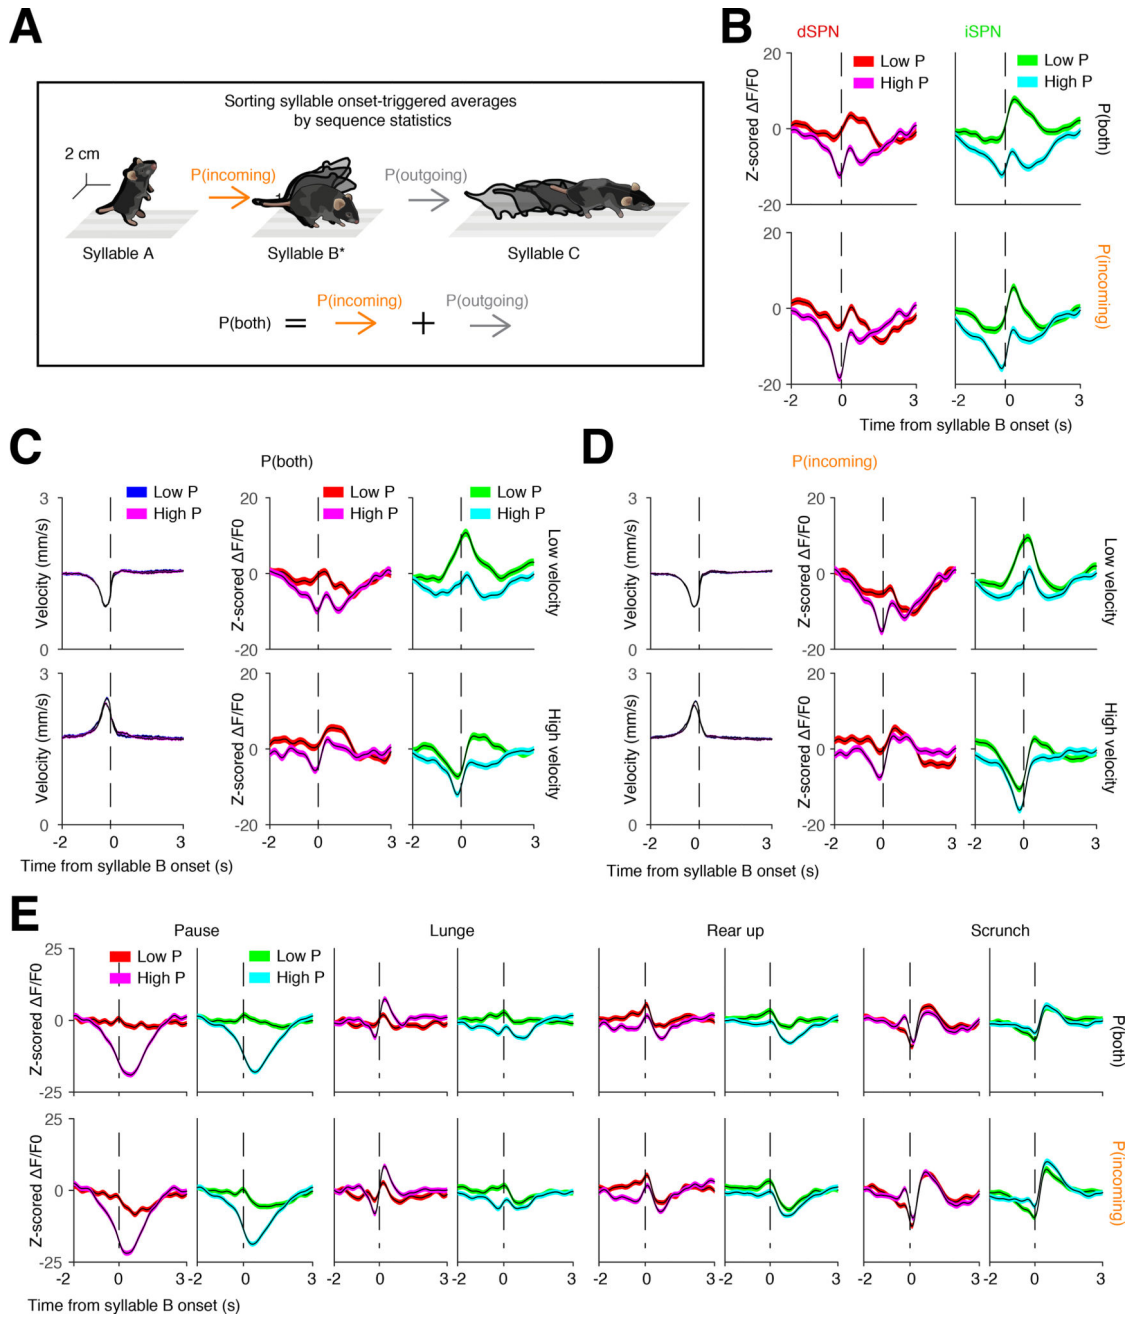 A
Sorting syllable onset-triggered averages
by sequence statistics
2 cm
P(incoming)
P(outgoing)
Syllable A
Syllable B*
Syllable C
P(both)
=
P(incoming)
+
P(outgoing)
B
dSPN
iSPN
Low P
High P
Low P
High P
Z-scored ΔF/F0
20
0
-20
P(both)
20
0
-20
P(incoming)
-2 0 3
-2 0 3
Time from syllable B onset (s)
C
P(both)
Low P
High P
Low P
High P
Low P
High P
Velocity (mm/s)
3
0
Z-scored ΔF/F0
20
0
-20
Low velocity
Velocity (mm/s)
3
0
Z-scored ΔF/F0
20
0
-20
High velocity
-2 0 3
-2 0 3
-2 0 3
Time from syllable B onset (s)
D
P(incoming)
Velocity (mm/s)
3
0
Z-scored ΔF/F0
20
0
-20
Low velocity
Velocity (mm/s)
3
0
Z-scored ΔF/F0
20
0
-20
High velocity
-2 0 3
-2 0 3
-2 0 3
Time from syllable B onset (s)
E
Pause
Lunge
Rear up
Scrunch
Low P
High P
Low P
High P
Z-scored ΔF/F0
25
0
-25
P(both)
Z-scored ΔF/F0
25
0
-25
P(incoming)
-2 0 3
-2 0 3
-2 0 3
-2 0 3
-2 0 3
-2 0 3
-2 0 3
-2 0 3
Time from syllable B onset (s)